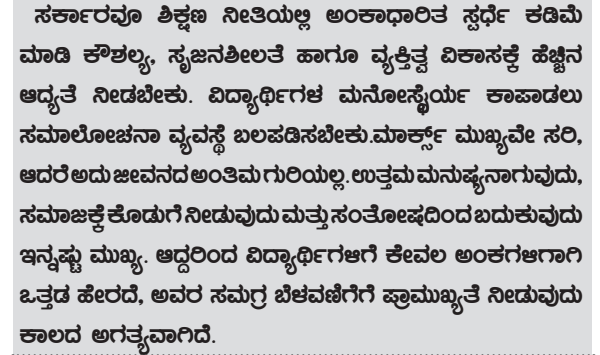 ಸರ್ಕಾರವೂ ಶಿಕ್ಷಣ ನೀತಿಯಲ್ಲಿ ಅಂಕಾಧಾರಿತ ಸ್ಪರ್ಧೆ ಕಡಿಮೆ
ಮಾಡಿ ಕೌಶಲ್ಯ, ಸೃಜನಶೀಲತೆ ಹಾಗೂ ವ್ಯಕ್ತಿತ್ವ ವಿಕಾಸಕ್ಕೆ ಹೆಚ್ಚಿನ
ಆದ್ಯತೆ ನೀಡಬೇಕು. ವಿದ್ಯಾರ್ಥಿಗಳ ಮನೋಸ್ಥೈರ್ಯ ಕಾಪಾಡಲು
ಸಮಾಲೋಚನಾ ವ್ಯವಸ್ಥೆ ಬಲಪಡಿಸಬೇಕು.ಮಾರ್ಕ್ಸ್ ಮುಖ್ಯವೇ ಸರಿ,
ಆದರೆ ಅದು ಜೀವನದ ಅಂತಿಮ ಗುರಿಯಲ್ಲ. ಉತ್ತಮ ಮನುಷ್ಯನಾಗುವುದು,
ಸಮಾಜಕ್ಕೆ ಕೊಡುಗೆ ನೀಡುವುದು ಮತ್ತು ಸಂತೋಷದಿಂದ ಬದುಕುವುದು
ಇನ್ನಷ್ಟು ಮುಖ್ಯ. ಆದ್ದರಿಂದ ವಿದ್ಯಾರ್ಥಿಗಳಿಗೆ ಕೇವಲ ಅಂಕಗಳಿಗಾಗಿ
ಒತ್ತಡ ಹೇರದೆ, ಅವರ ಸಮಗ್ರ ಬೆಳವಣಿಗೆಗೆ ಪ್ರಾಮುಖ್ಯತೆ ನೀಡುವುದು
ಕಾಲದ ಅಗತ್ಯವಾಗಿದೆ.